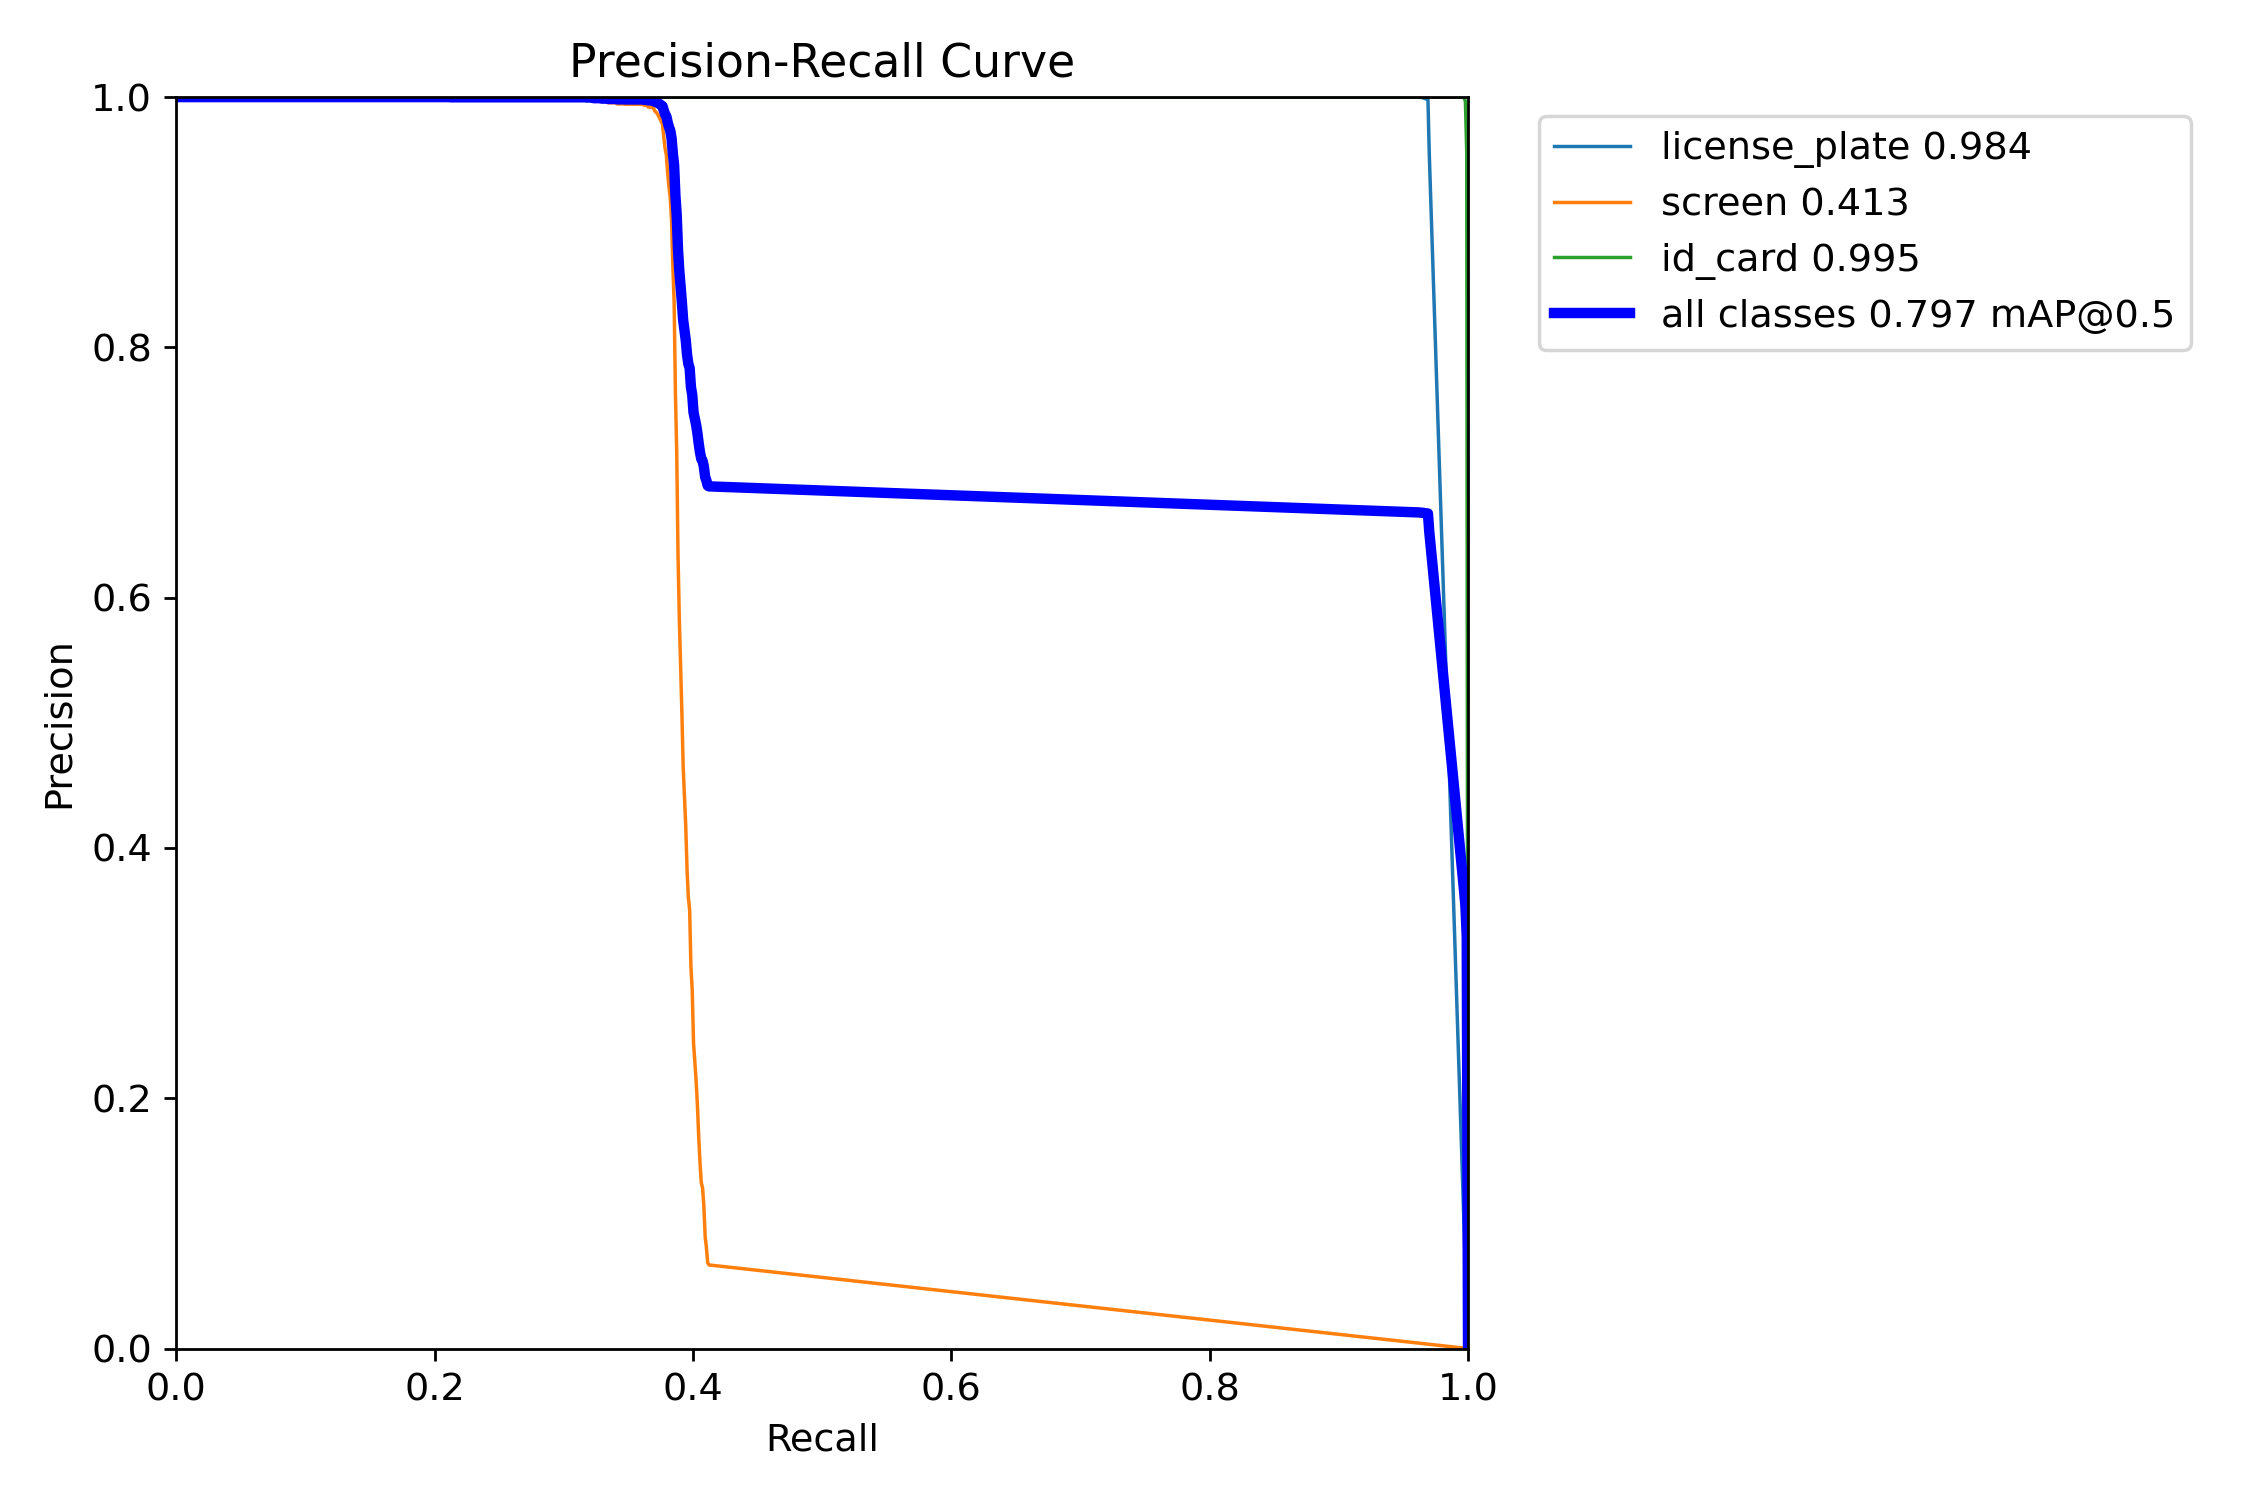 Precision-Recall Curve
1.0
0.8
0.6
0.4
0.2
0.0
Precision
0.0 0.2 0.4 0.6 0.8 1.0
Recall
license_plate 0.984
screen 0.413
id_card 0.995
all classes 0.797 mAP@0.5